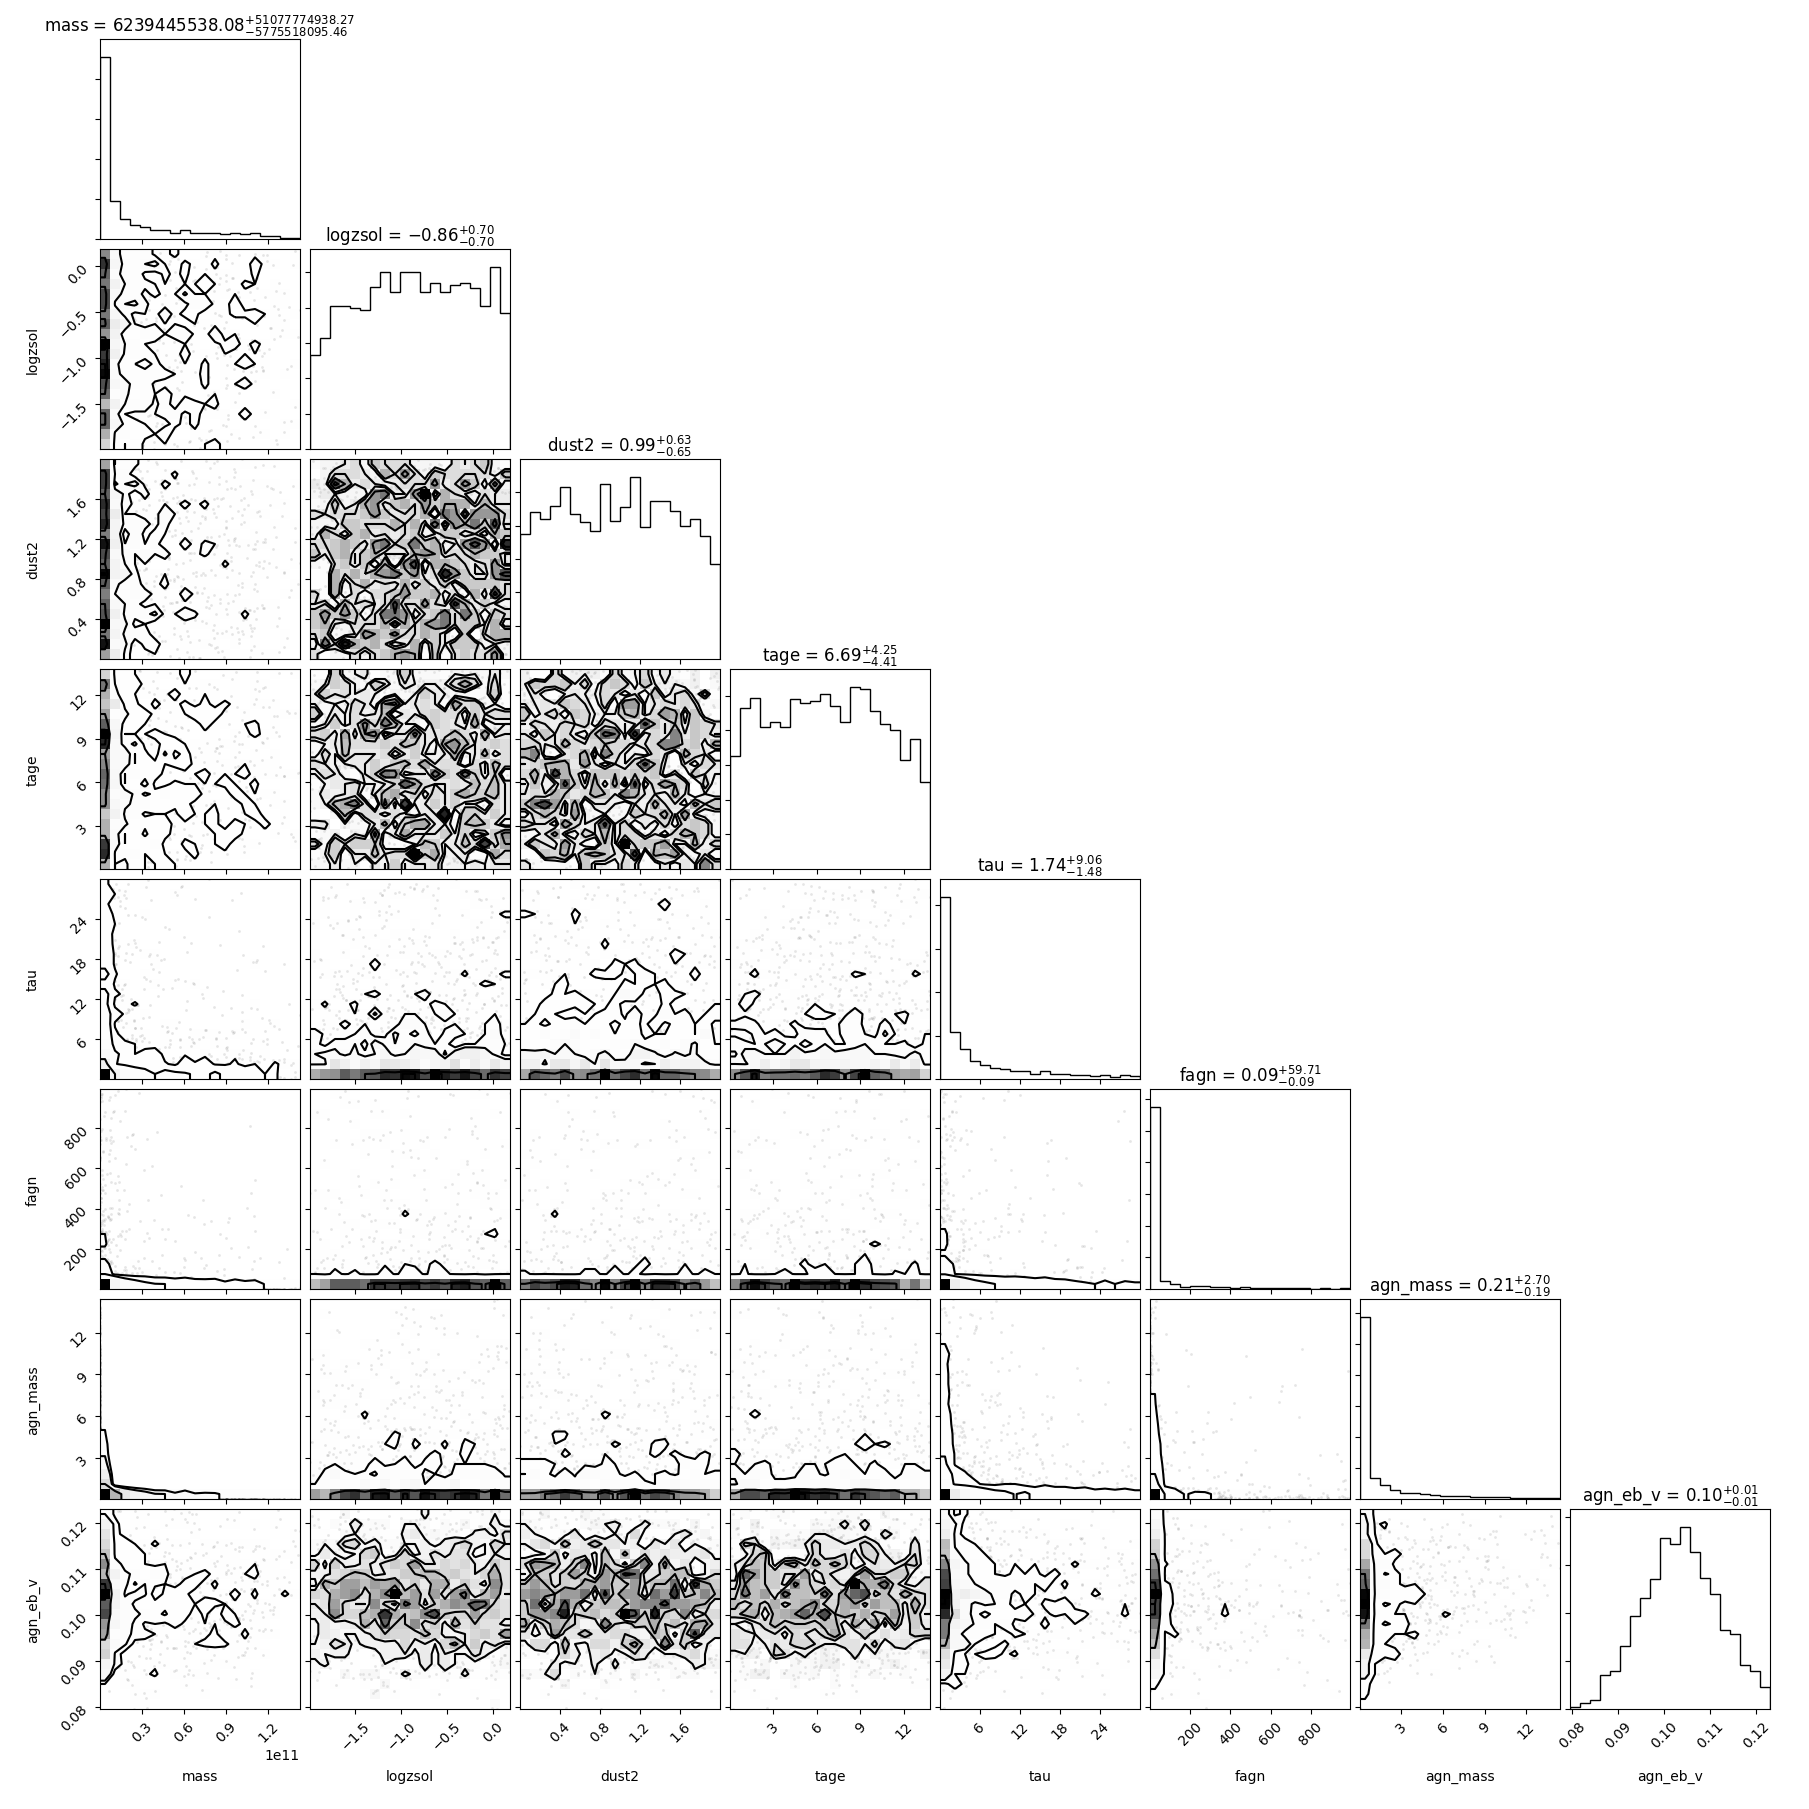 mass = 6239445538.08+51077774938.27−5775518095.46
logzsol = −0.86+0.70−0.70
0.0
−0.5
−1.0
−1.5
logzsol
dust2 = 0.99+0.63−0.65
1.6
1.2
0.8
0.4
dust2
tage = 6.69+4.25−4.41
12
9
6
3
tage
tau = 1.74+9.06−1.48
24
18
12
6
tau
fagn = 0.09+59.71−0.09
800
600
400
200
fagn
agn_mass = 0.21+2.70−0.19
12
9
6
3
agn_mass
agn_eb_v = 0.10+0.01−0.01
0.12
0.11
0.10
0.09
0.08
agn_eb_v
0.3 0.6 0.9 1.2 −1.5 −1.0 −0.5 0.0 0.4 0.8 1.2 1.6 3 6 9 12 6 12 18 24 200 400 600 800 3 6 9 12 0.08 0.09 0.10 0.11 0.12
1e11
mass logzsol dust2 tage tau fagn agn_mass agn_eb_v